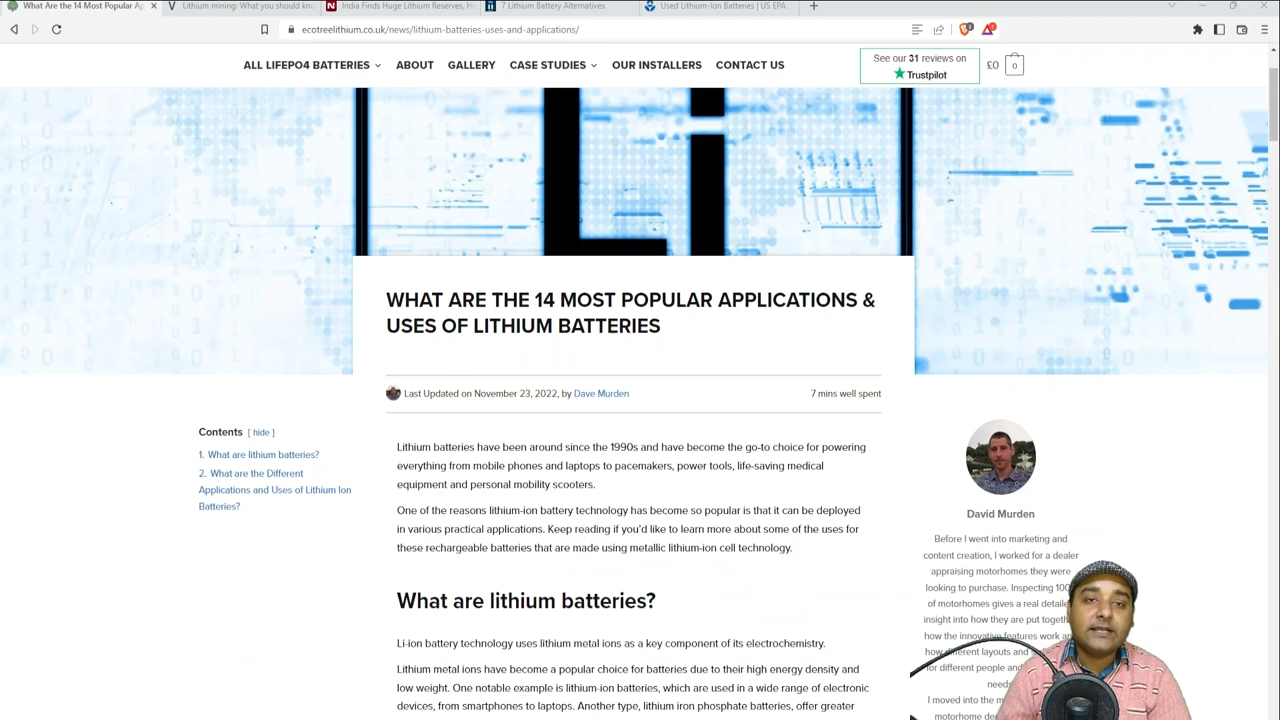 What Are the 14 Most Popular Ap
Lithium mining: What you should kno
India Finds Huge Lithium Reserves, H
7 Lithium Battery Alternatives
Used Lithium-Ion Batteries | US EPA
ecotreelithium.co.uk/news/lithium-batteries-uses-and-applications/
ALL LIFEPO4 BATTERIES
ABOUT
GALLERY
CASE STUDIES
OUR INSTALLERS
CONTACT US
See our 31 reviews on
Trustpilot
£0
0
Li
WHAT ARE THE 14 MOST POPULAR APPLICATIONS &
USES OF LITHIUM BATTERIES
Last Updated on November 23, 2022, by Dave Murden
7 mins well spent
Contents [ hide ]
1. What are lithium batteries?
2. What are the Different
Applications and Uses of Lithium Ion
Batteries?
Lithium batteries have been around since the 1990s and have become the go-to choice for powering
everything from mobile phones and laptops to pacemakers, power tools, life-saving medical
equipment and personal mobility scooters.
One of the reasons lithium-ion battery technology has become so popular is that it can be deployed
in various practical applications. Keep reading if you'd like to learn more about some of the uses for
these rechargeable batteries that are made using metallic lithium-ion cell technology.
What are lithium batteries?
Li-ion battery technology uses lithium metal ions as a key component of its electrochemistry.
Lithium metal ions have become a popular choice for batteries due to their high energy density and
low weight. One notable example is lithium-ion batteries, which are used in a wide range of electronic
devices, from smartphones to laptops. Another type, lithium iron phosphate batteries, offer greater
David Murden
Before I went into marketing and
content creation, I worked for a dealer
appraising motorhomes they were
looking to purchase. Inspecting 100
of motorhomes gives a real detaile
insight into how they are put togeth
how the innovative features work a
how different layouts and
for different people and
needs
I moved into the m
motorhome de